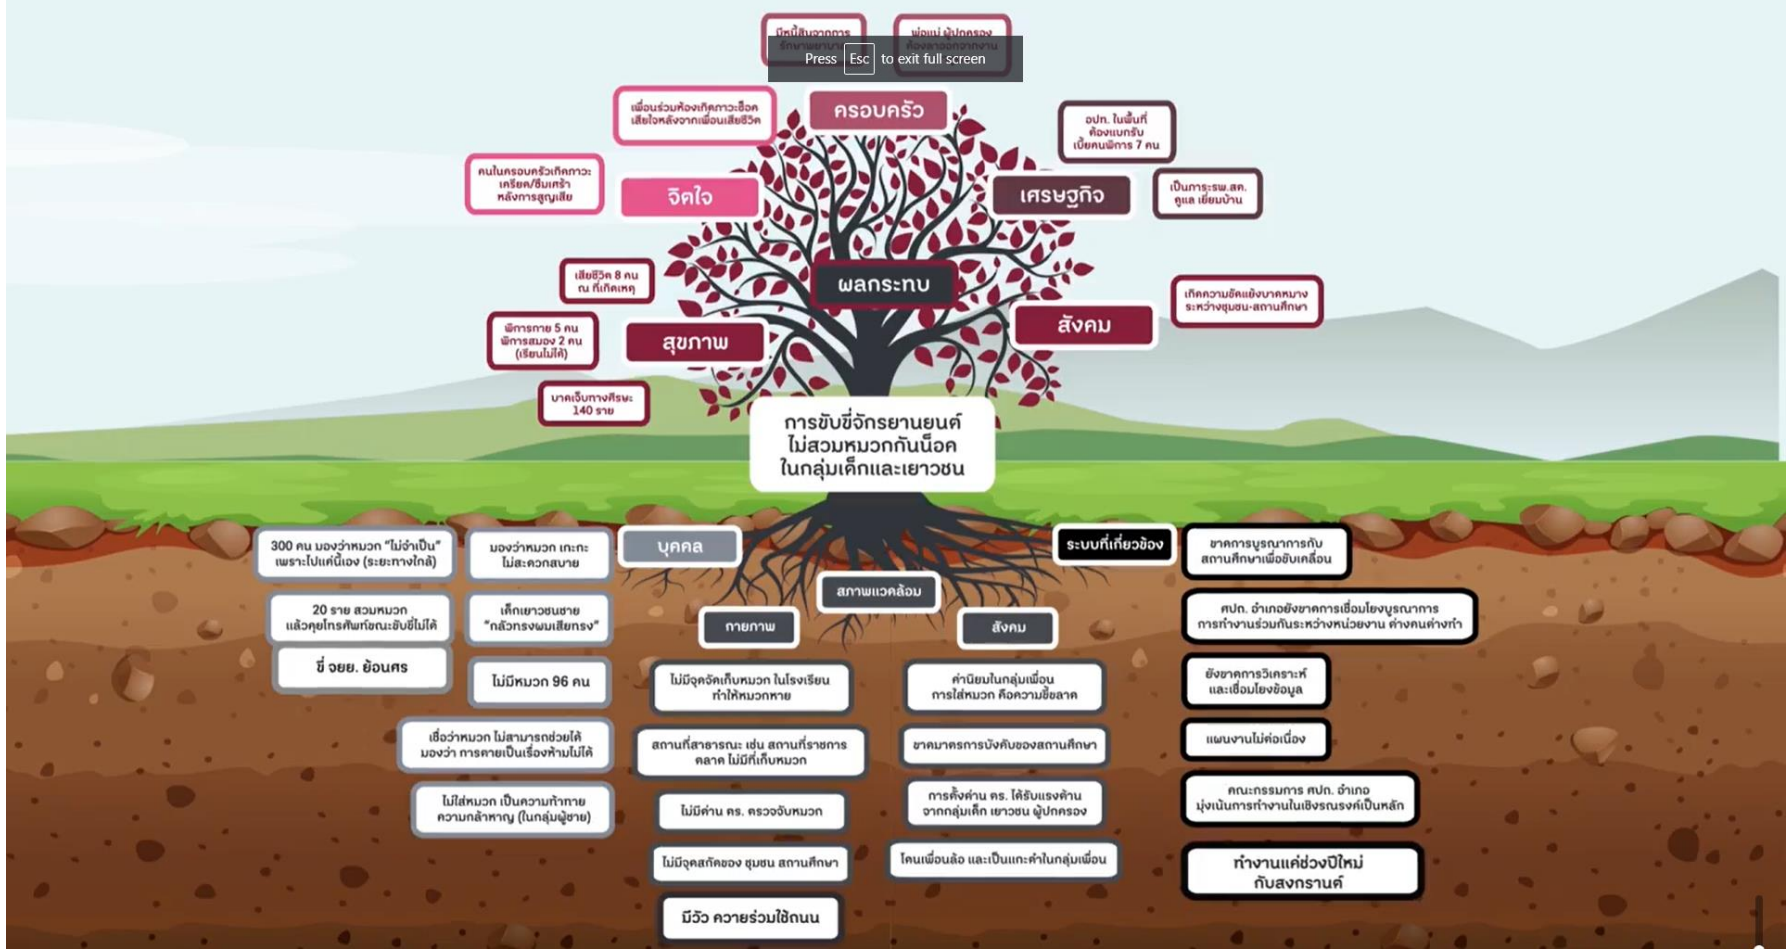 มีหนี้สินจากการ
รักษาพยาบาล
พ่อแม่ ผู้ปกครอง
ต้องลาออกจากงาน
Press Esc to exit full screen
ครอบครัว
เพื่อนร่วมห้องเกิดภาวะช็อค
เสียใจหลังจากเพื่อนเสียชีวิต
อปท. ในพื้นที่
ต้องแบกรับ
เบี้ยคนพิการ 7 คน
คนในครอบครัวเกิดภาวะ
เครียด/ซึมเศร้า
หลังการสูญเสีย
จิตใจ
เศรษฐกิจ
เป็นภาระรพ.สต.
ดูแล เยี่ยมบ้าน
เสียชีวิต 8 คน
ณ ที่เกิดเหตุ
ผลกระทบ
เกิดความขัดแย้งบาดหมาง
ระหว่างชุมชน-สถานศึกษา
พิการกาย 5 คน
พิการสมอง 2 คน
(เรียนไม่ได้)
สุขภาพ
สังคม
บาดเจ็บทางศีรษะ
140 ราย
การขับขี่จักรยานยนต์
ไม่สวมหมวกกันน็อค
ในกลุ่มเด็กและเยาวชน
บุคคล
300 คน มองว่าหมวก “ไม่จำเป็น”
เพราะไปแค่นี้เอง (ระยะทางใกล้)
มองว่าหมวก เกะกะ
ไม่สะดวกสบาย
20 ราย สวมหมวก
แล้วคุยโทรศัพท์ขณะขับขี่ไม่ได้
เด็กเยาวชนชาย
“กลัวทรงผมเสียทรง”
ขี่ จยย. ย้อนศร
ไม่มีหมวก 96 คน
เชื่อว่าหมวก ไม่สามารถช่วยได้
มองว่า การตายเป็นเรื่องห้ามไม่ได้
ไม่ใส่หมวก เป็นความท้าทาย
ความกล้าหาญ (ในกลุ่มผู้ชาย)
สภาพแวดล้อม
กายภาพ
ไม่มีจุดจัดเก็บหมวก ในโรงเรียน
ทำให้หมวกหาย
สถานที่สาธารณะ เช่น สถานที่ราชการ
ตลาด ไม่มีที่เก็บหมวก
ไม่มีด่าน ตร. ตรวจจับหมวก
ไม่มีจุดสกัดของ ชุมชน สถานศึกษา
มีวัว ควายร่วมใช้ถนน
สังคม
ค่านิยมในกลุ่มเพื่อน
การใส่หมวก คือความขี้ขลาด
ขาดมาตรการบังคับของสถานศึกษา
การตั้งด่าน ตร. ได้รับแรงต้าน
จากกลุ่มเด็ก เยาวชน ผู้ปกครอง
โดนเพื่อนล้อ และเป็นแกะดำในกลุ่มเพื่อน
ระบบที่เกี่ยวข้อง
ขาดการบูรณาการกับ
สถานศึกษาเพื่อขับเคลื่อน
ศปถ. อำเภอยังขาดการเชื่อมโยงบูรณาการ
การทำงานร่วมกันระหว่างหน่วยงาน ต่างคนต่างทำ
ยังขาดการวิเคราะห์
และเชื่อมโยงข้อมูล
แผนงานไม่ต่อเนื่อง
คณะกรรมการ ศปถ. อำเภอ
มุ่งเน้นการทำงานในเชิงรณรงค์เป็นหลัก
ทำงานแค่ช่วงปีใหม่
กับสงกรานต์